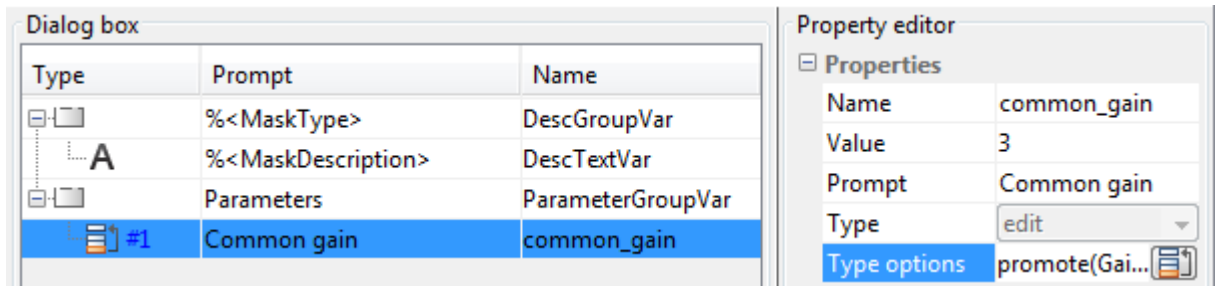 Dialog box
Type Prompt Name
%<MaskType> DescGroupVar
A %<MaskDescription> DescTextVar
Parameters ParameterGroupVar
#1 Common gain common_gain
Property editor
Properties
Name common_gain
Value 3
Prompt Common gain
Type edit
Type options promote(Gai...